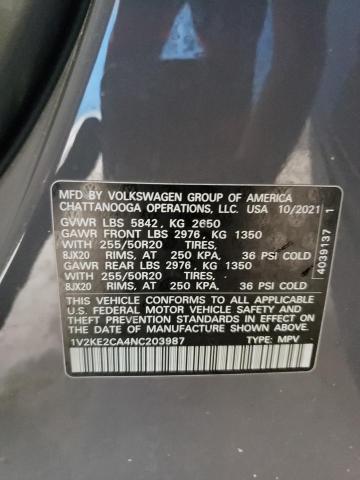 MFD BY VOLKSWAGEN GROUP OF AMERICA
CHATTANOOGA OPERATIONS, LLC. USA 10/2021
GVWR LBS 5842, KG 2650
GAWR FRONT LBS 2976, KG 1350
WITH 255/50R20 TIRES,
8JX20 RIMS, AT 250 KPA, 36 PSI COLD
GAWR REAR LBS 2976, KG 1350
WITH 255/50R20 TIRES,
8JX20 RIMS, AT 250 KPA, 36 PSI COLD
THIS VEHICLE CONFORMS TO ALL APPLICABLE
U.S. FEDERAL MOTOR VEHICLE SAFETY AND
THEFT PREVENTION STANDARDS IN EFFECT ON
THE DATE OF MANUFACTURE SHOWN ABOVE
1V2KE2CA4NC203987 TYPE: MPV
4039137 1